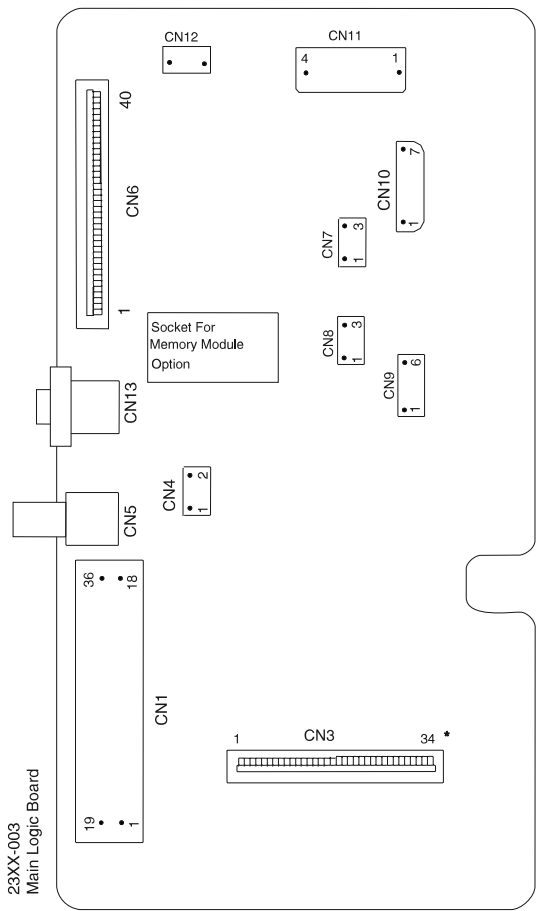 CN12
CN11
4
1
40
CN6
1
7
CN10
1
3
CN7
1
Socket For
Memory Module
Option
3
CN8
1
6
CN9
1
CN13
2
CN4
1
CN5
36
18
CN1
19
1
1
CN3
34 *
23XX-003
Main Logic Board